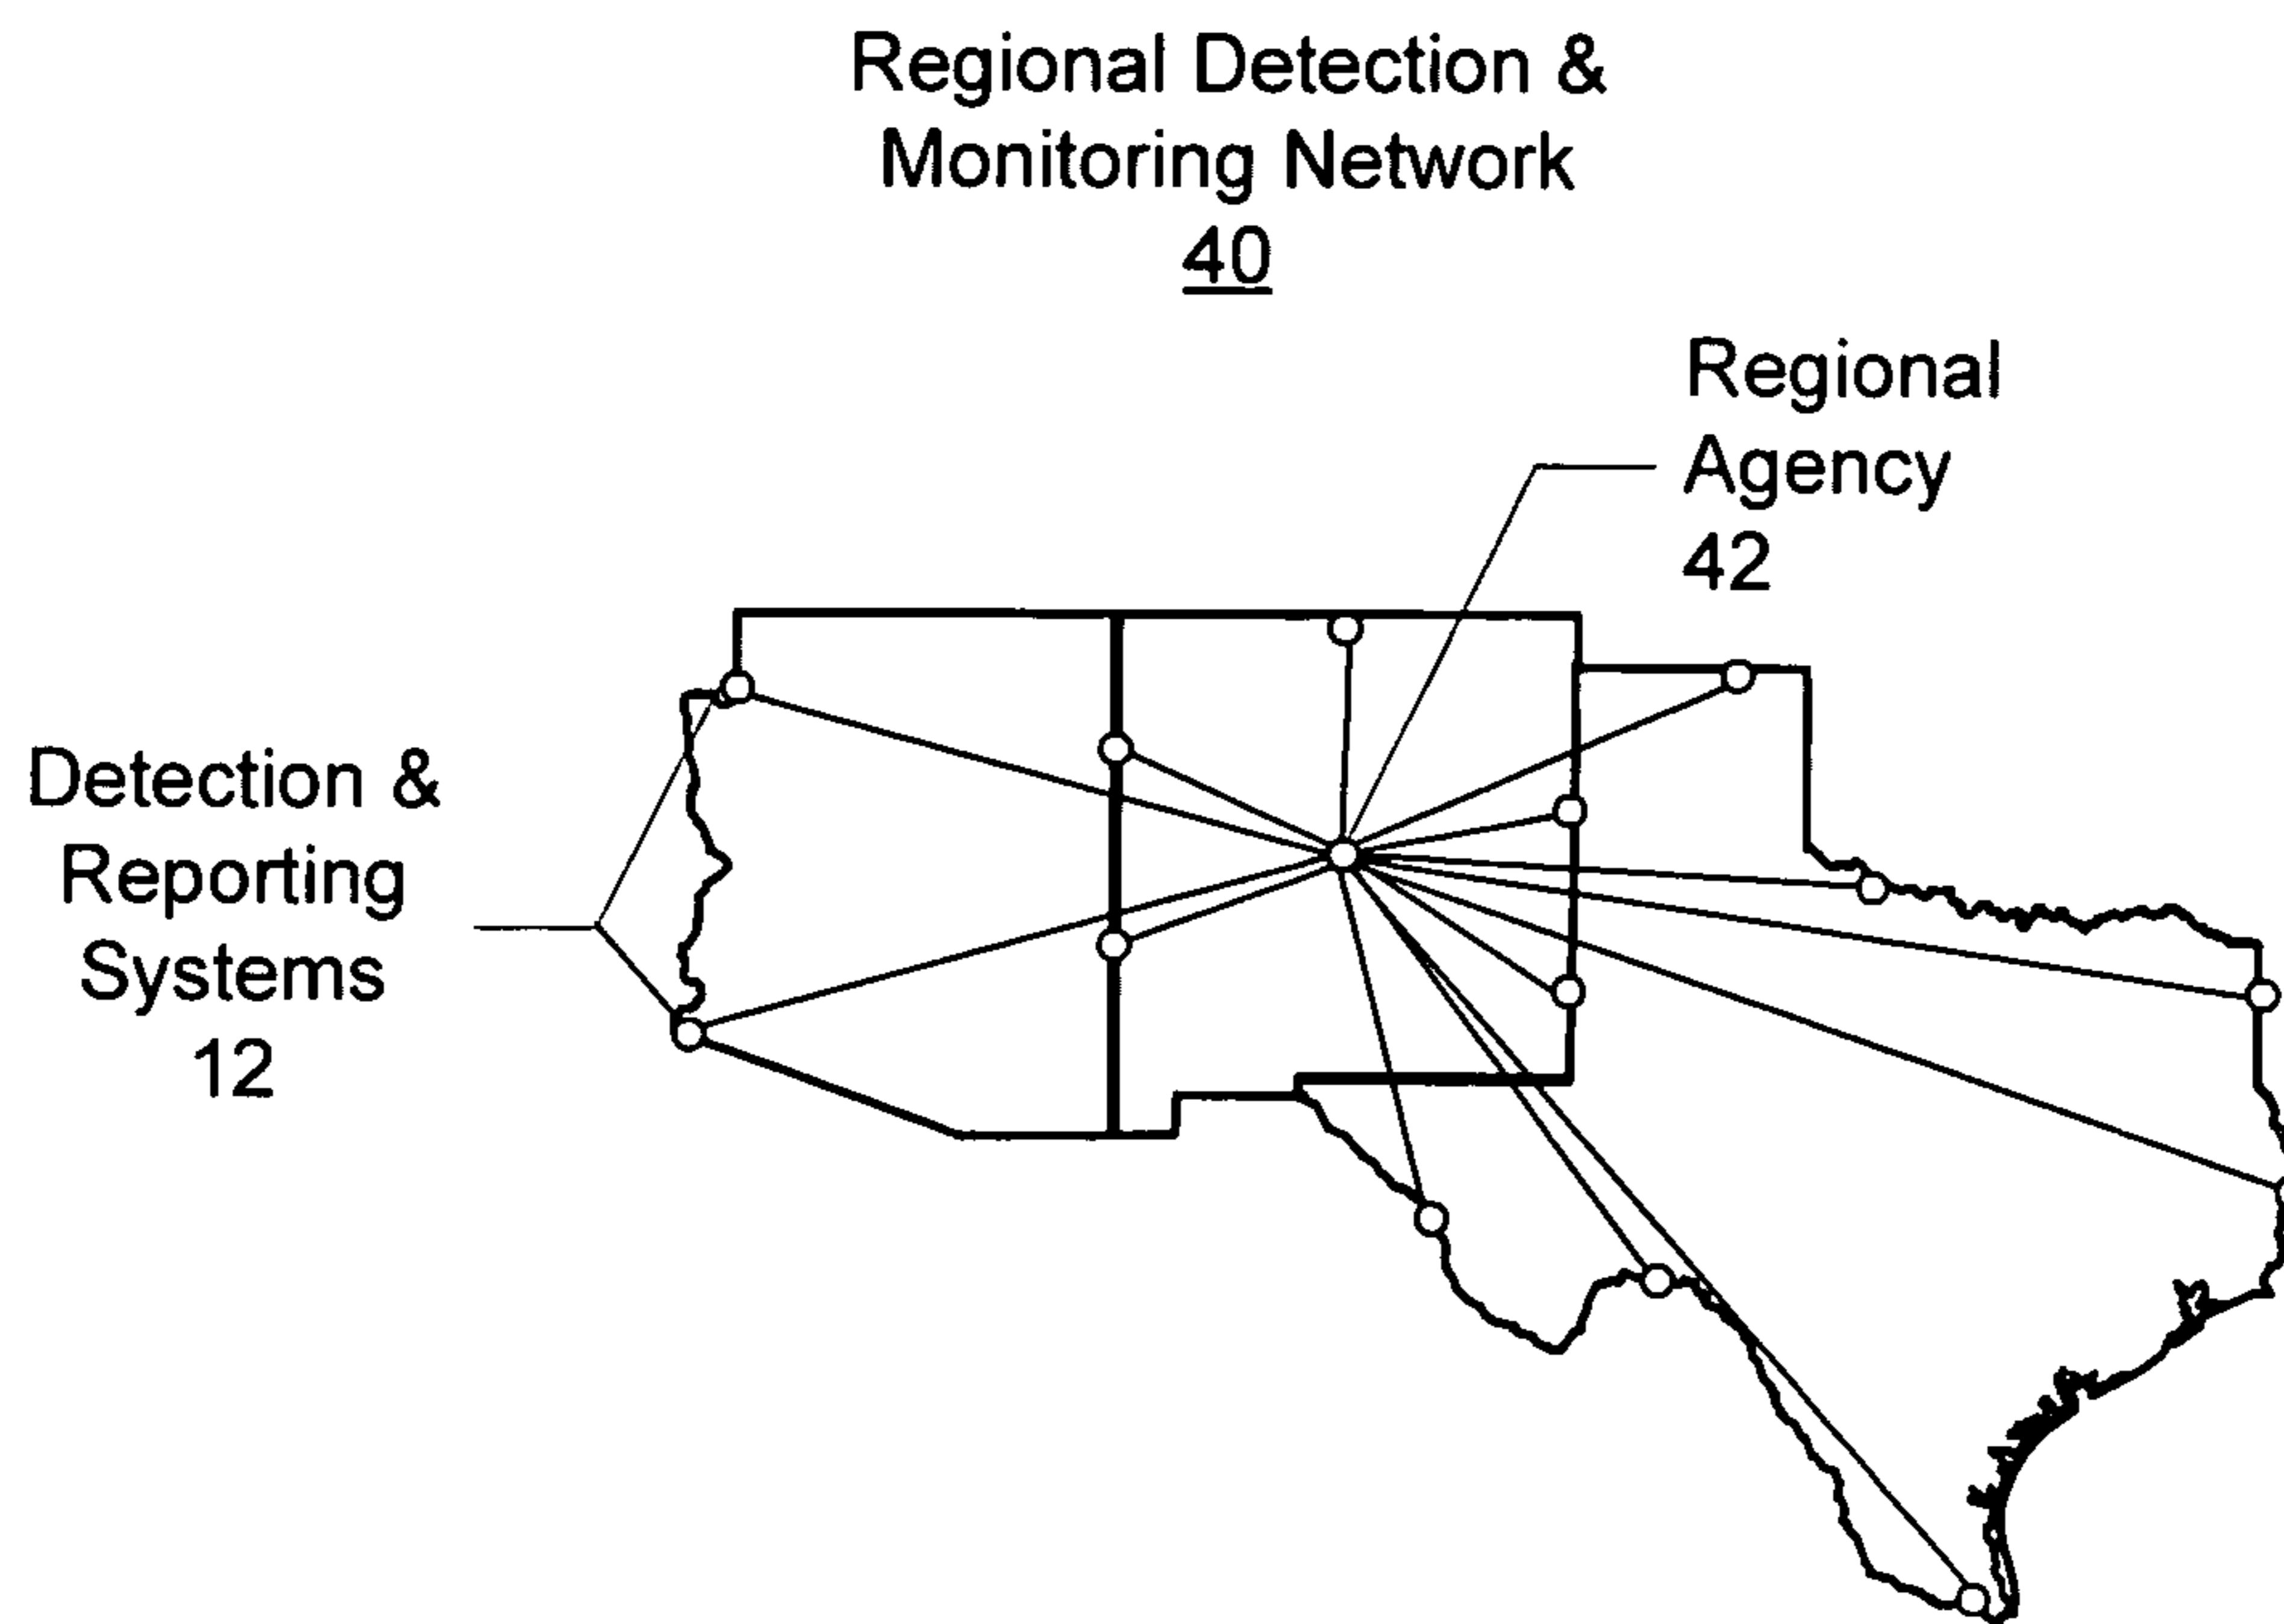 Regional Detection &
Monitoring Network
40
Regional
Agency
42
Detection &
Reporting
Systems
12